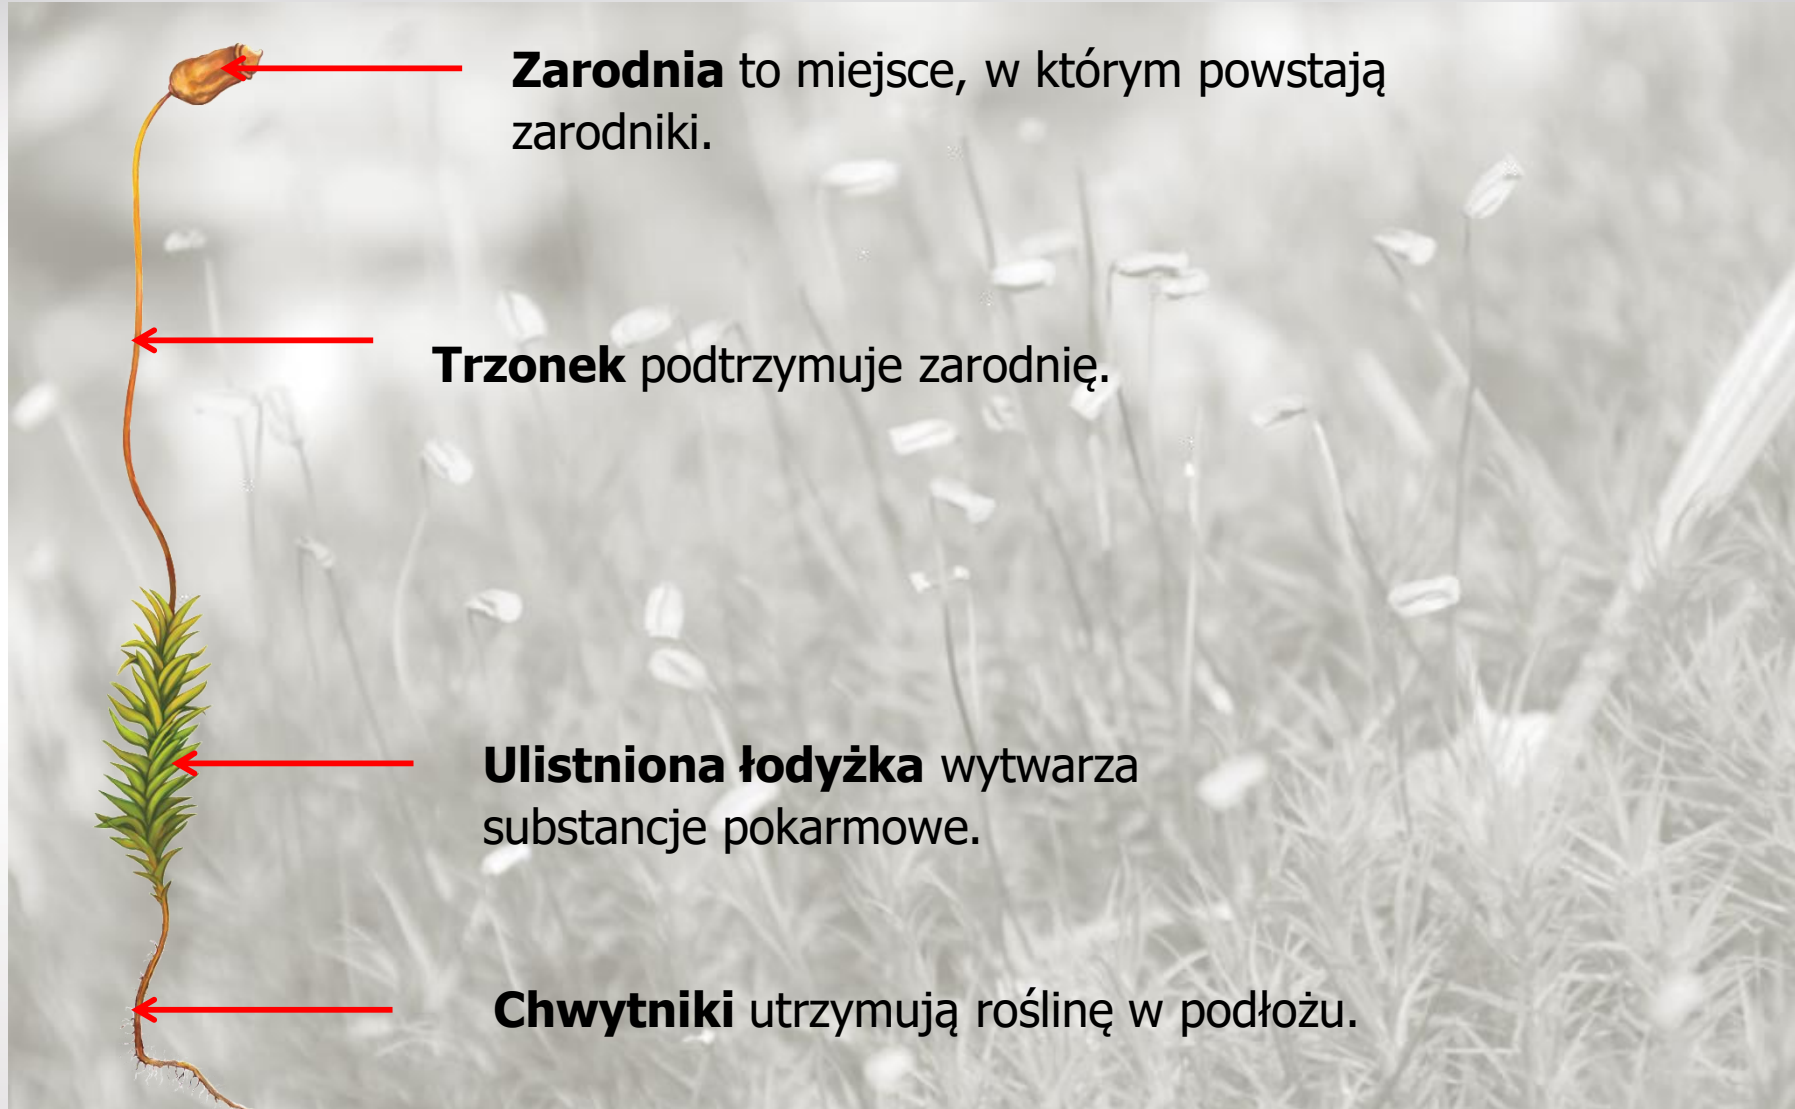 Zarodnia to miejsce, w którym powstają
zarodniki.
Trzonek podtrzymuje zarodnię.
Ulistniona łodyżka wytwarza
substancje pokarmowe.
Chwytniki utrzymują roślinę w podłożu.